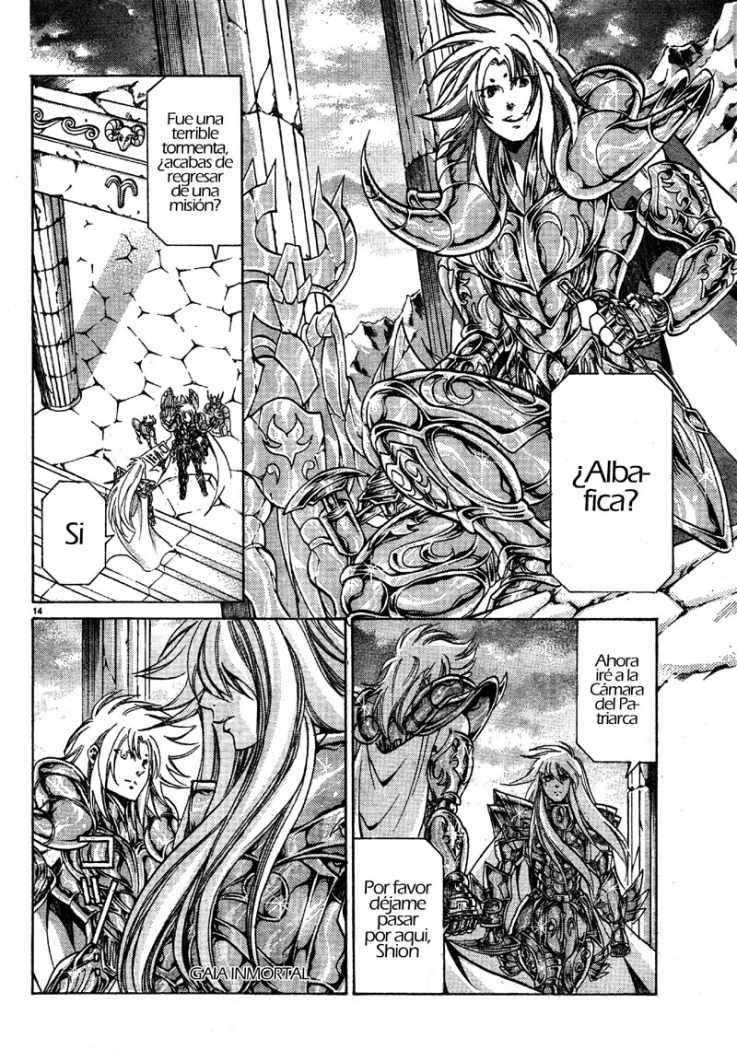 ¿Alba-
fica?
Fue una
terrible
tormenta,
¿acabas de
regresar
de una
misión?
Si
14
Ahora
iré a la
Cámara
del Pa-
triarca
Por favor
déjame
pasar
por aqui,
Shion
GAIA INMORTAL